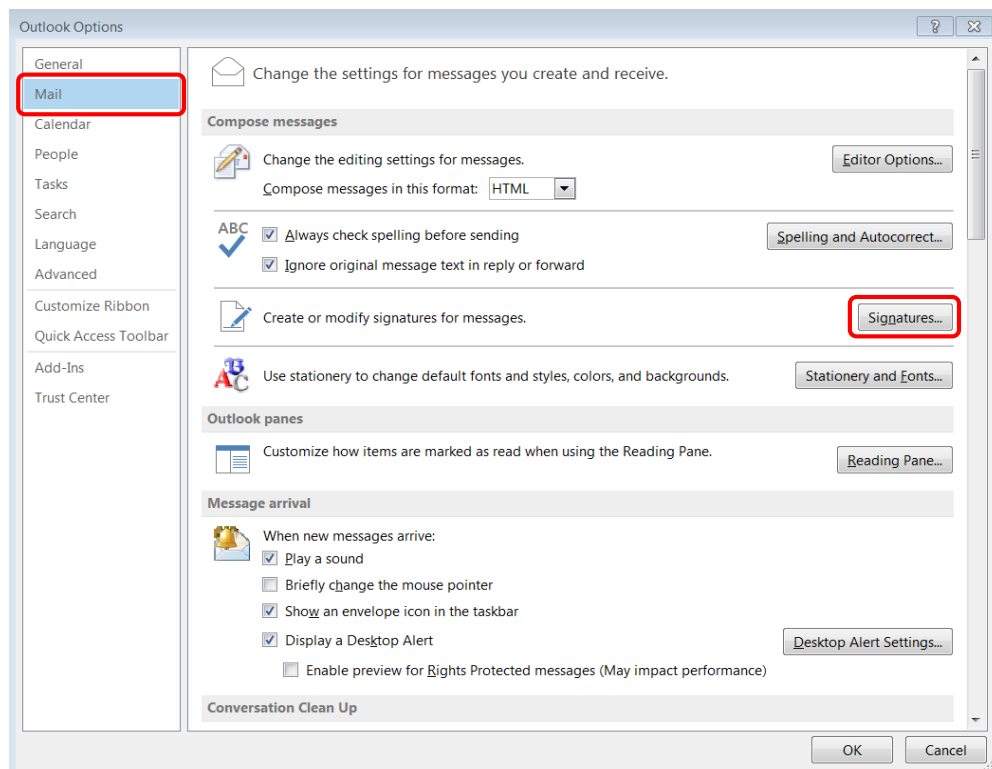 Outlook Options
General
Mail
Calendar
People
Tasks
Search
Language
Advanced
Customize Ribbon
Quick Access Toolbar
Add-Ins
Trust Center
Change the settings for messages you create and receive.
Compose messages
Change the editing settings for messages.
Editor Options...
Compose messages in this format: HTML
ABC
Always check spelling before sending
Spelling and Autocorrect...
Ignore original message text in reply or forward
Create or modify signatures for messages.
Signatures...
Use stationery to change default fonts and styles, colors, and backgrounds.
Stationery and Fonts...
Outlook panes
Customize how items are marked as read when using the Reading Pane.
Reading Pane...
Message arrival
When new messages arrive:
Play a sound
Briefly change the mouse pointer
Show an envelope icon in the taskbar
Display a Desktop Alert
Desktop Alert Settings...
Enable preview for Rights Protected messages (May impact performance)
Conversation Clean Up
OK
Cancel